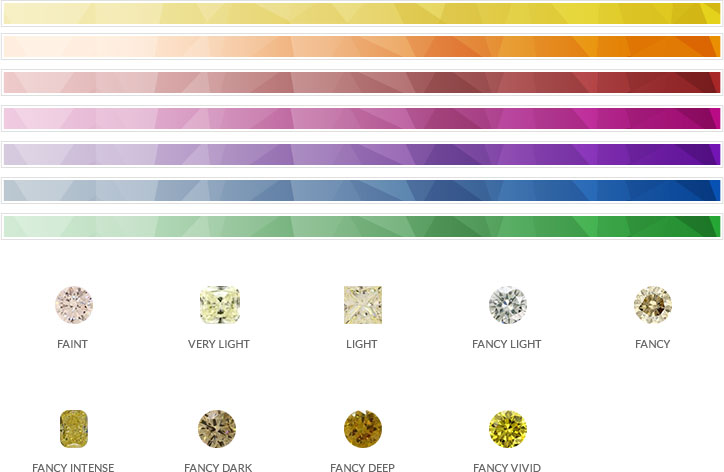 FAINT
VERY LIGHT
LIGHT
FANCY LIGHT
FANCY
FANCY INTENSE
FANCY DARK
FANCY DEEP
FANCY VIVID